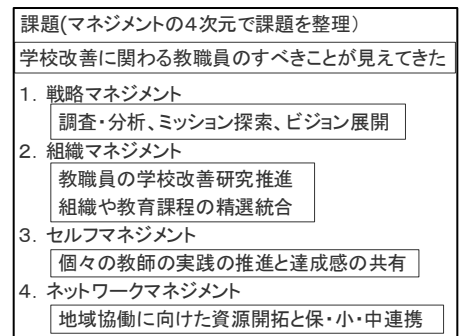 課題(マネジメントの4次元で課題を整理)
学校改善に関わる教職員のすべきことが見えてきた
1. 戦略マネジメント
調査・分析、ミッション探索、ビジョン展開
2. 組織マネジメント
教職員の学校改善研究推進
組織や教育課程の精選統合
3. セルフマネジメント
個々の教師の実践の推進と達成感の共有
4. ネットワークマネジメント
地域協働に向けた資源開拓と保・小・中連携